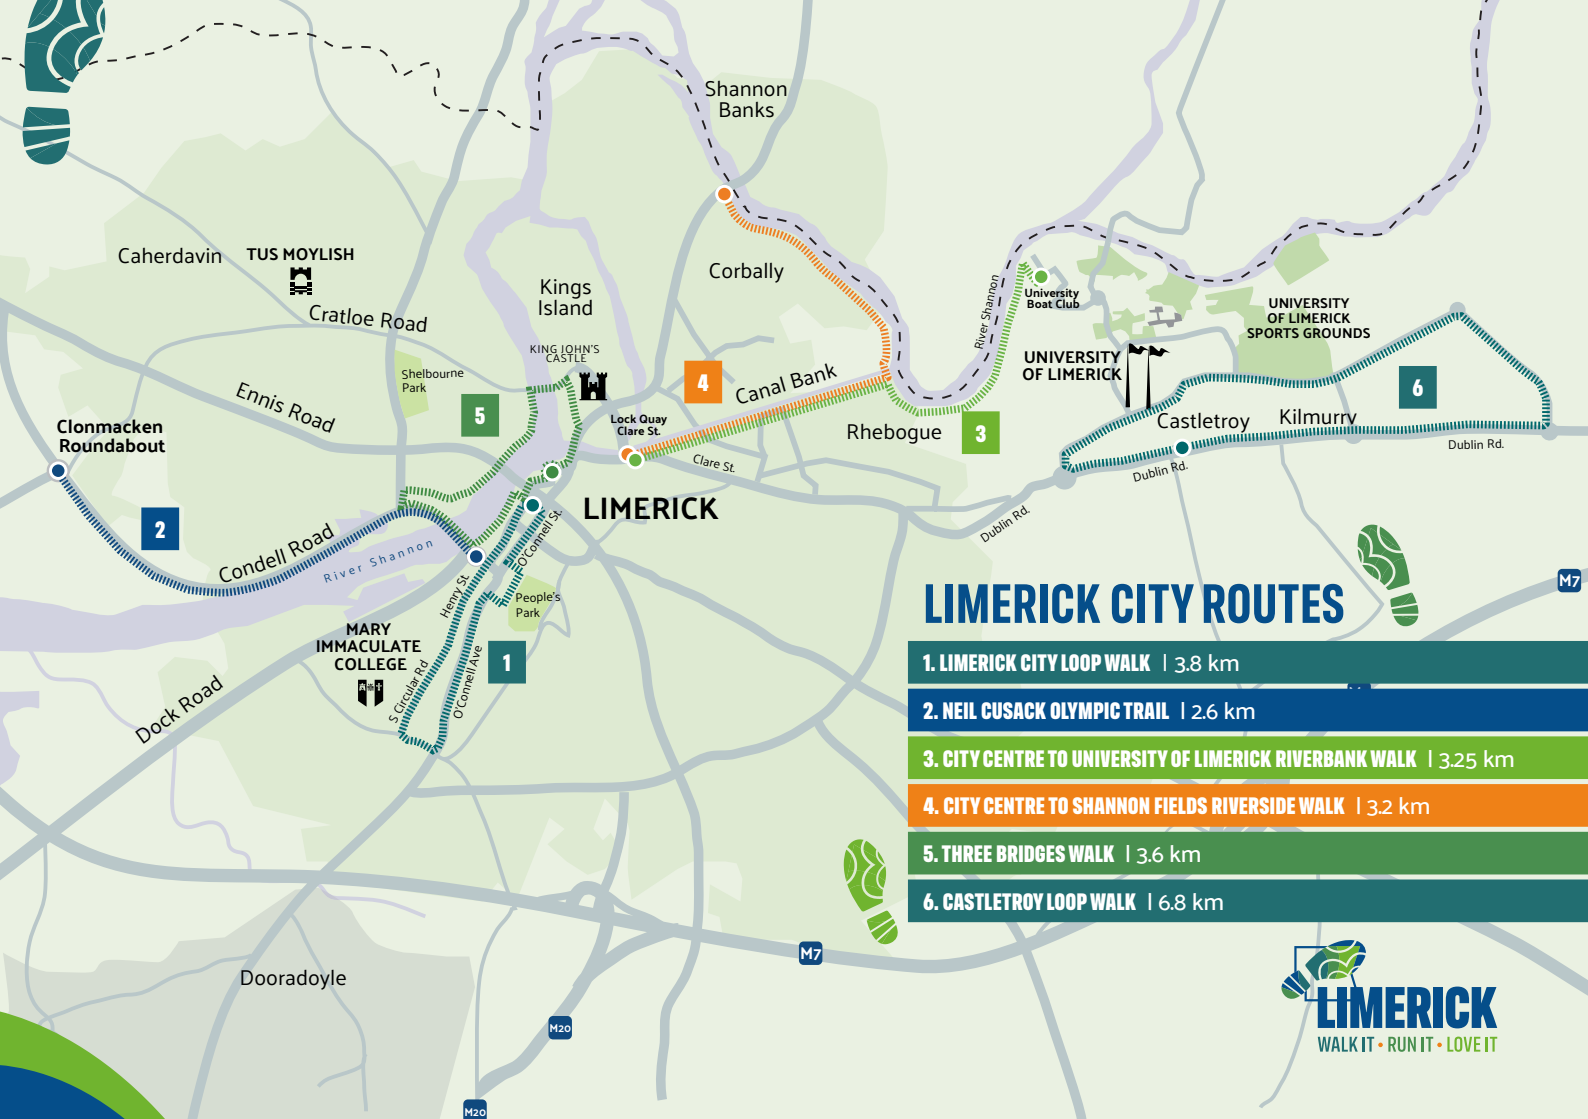 Shannon
Banks
Caherdavin
TUS MOYLISH
Corbally
Kings
Island
River Shannon
University
Boat Club
Cratloe Road
UNIVERSITY
OF LIMERICK
SPORTS GROUNDS
KING JOHN'S
CASTLE
UNIVERSITY
OF LIMERICK
Shelbourne
Park
4
Canal Bank
6
Ennis Road
5
Lock Quay
Clare St.
Clonmacken
Roundabout
Rhebogue
3
Castletroy
Kilmurry
Dublin Rd.
Clare St.
Dublin Rd.
LIMERICK
2
Condell Road
River Shannon
O'Connell St.
Dublin Rd.
Henry St
People's
Park
M7
MARY
IMMACULATE
COLLEGE
1
S Circular Rd
O'Connell Ave
Dock Road
LIMERICK CITY ROUTES
1. LIMERICK CITY LOOP WALK | 3.8 km
2. NEIL CUSACK OLYMPIC TRAIL | 2.6 km
3. CITY CENTRE TO UNIVERSITY OF LIMERICK RIVERBANK WALK | 3.25 km
4. CITY CENTRE TO SHANNON FIELDS RIVERSIDE WALK | 3.2 km
5. THREE BRIDGES WALK | 3.6 km
6. CASTLETROY LOOP WALK | 6.8 km
M7
Dooradoyle
M20
M20
LIMERICK
WALK IT • RUN IT • LOVE IT